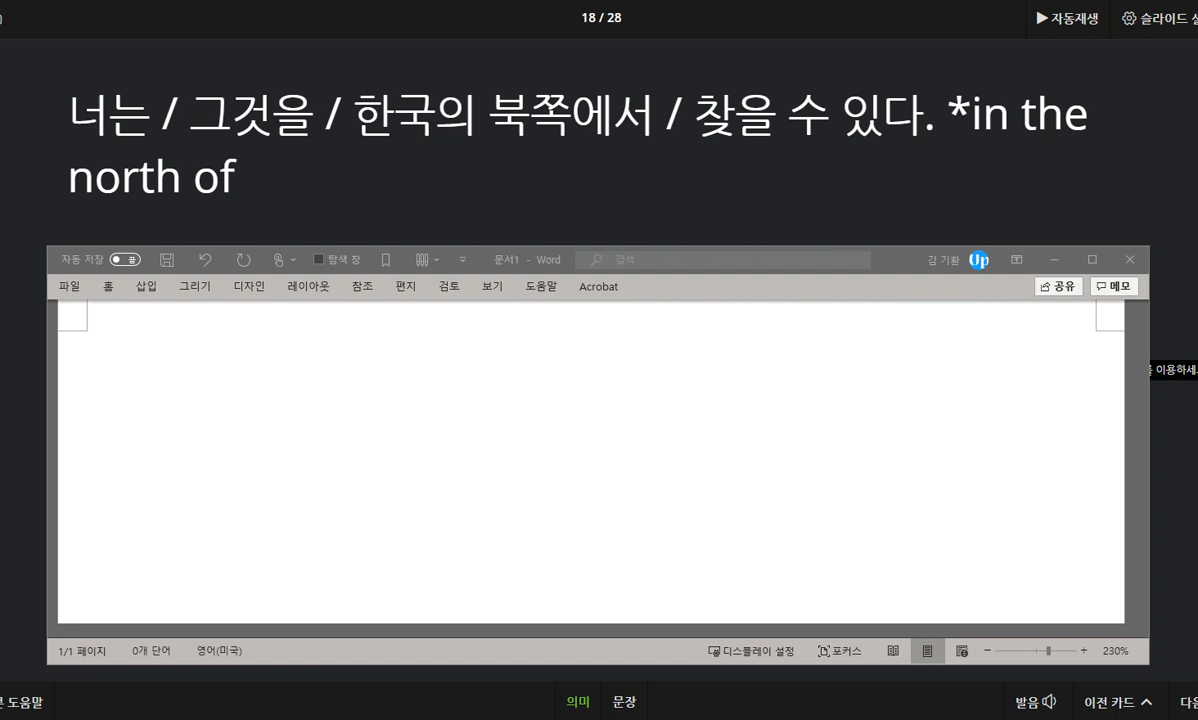 18 / 28
자동재생
슬라이드
너는 / 그것을 / 한국의 북쪽에서 / 찾을 수 있다. *in the
north of
자동 저장 끔 탐색 창 문서1 - Word 검색 김 기환 Up
파일 홈 삽입 그리기 디자인 레이아웃 참조 편지 검토 보기 도움말 Acrobat 공유 메모
이용하세
1/1 페이지 0개 단어 영어(미국) 디스플레이 설정 포커스 230%
도움말 의미 문장 발음 이전 카드